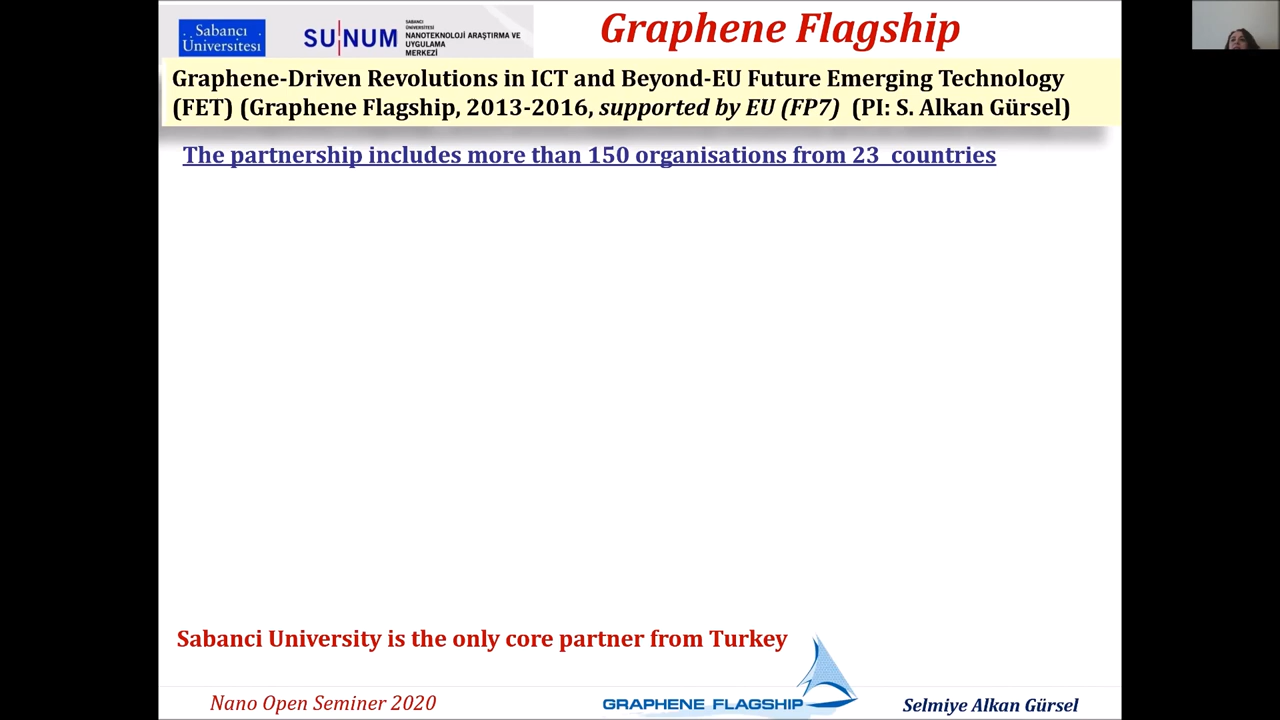 Sabancı
Üniversitesi
SUNUM
SABANCI
ÜNİVERSİTESİ
NANOTEKNOLOJİ ARAŞTIRMA VE
UYGULAMA
MERKEZİ
Graphene Flagship
Graphene-Driven Revolutions in ICT and Beyond-EU Future Emerging Technology
(FET) (Graphene Flagship, 2013-2016, supported by EU (FP7) (PI: S. Alkan Gürsel)
The partnership includes more than 150 organisations from 23 countries
Sabanci University is the only core partner from Turkey
Nano Open Seminer 2020
GRAPHENE FLAGSHIP
Selmiye Alkan Gürsel